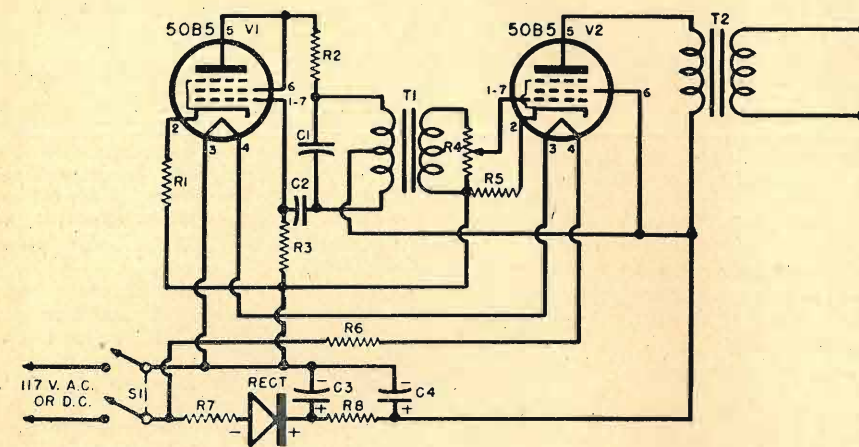 50B5 5 V1
R2
6
1-7
2
3 4
R1
C1
C2
R3
T1
R4
R5
50B5 5 V2
1-7
6
2
3 4
T2
R6
117 V. A.C.
OR D.C.
S1
R7
RECT
- +
C3
- +
R8
C4
- +